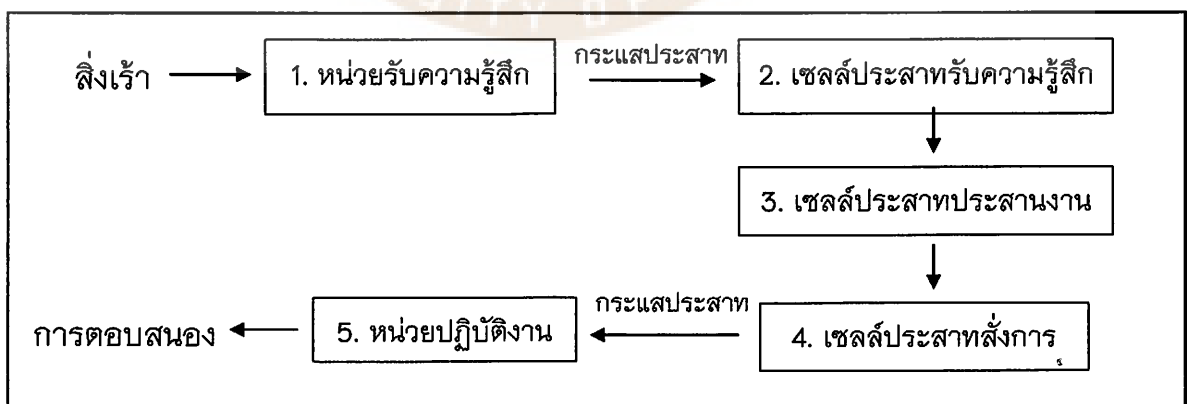 สิ่งเร้า
1. หน่วยรับความรู้สึก
กระแสประสาท
2. เซลล์ประสาทรับความรู้สึก
3. เซลล์ประสาทประสานงาน
4. เซลล์ประสาทสั่งการ
กระแสประสาท
5. หน่วยปฏิบัติงาน
การตอบสนอง